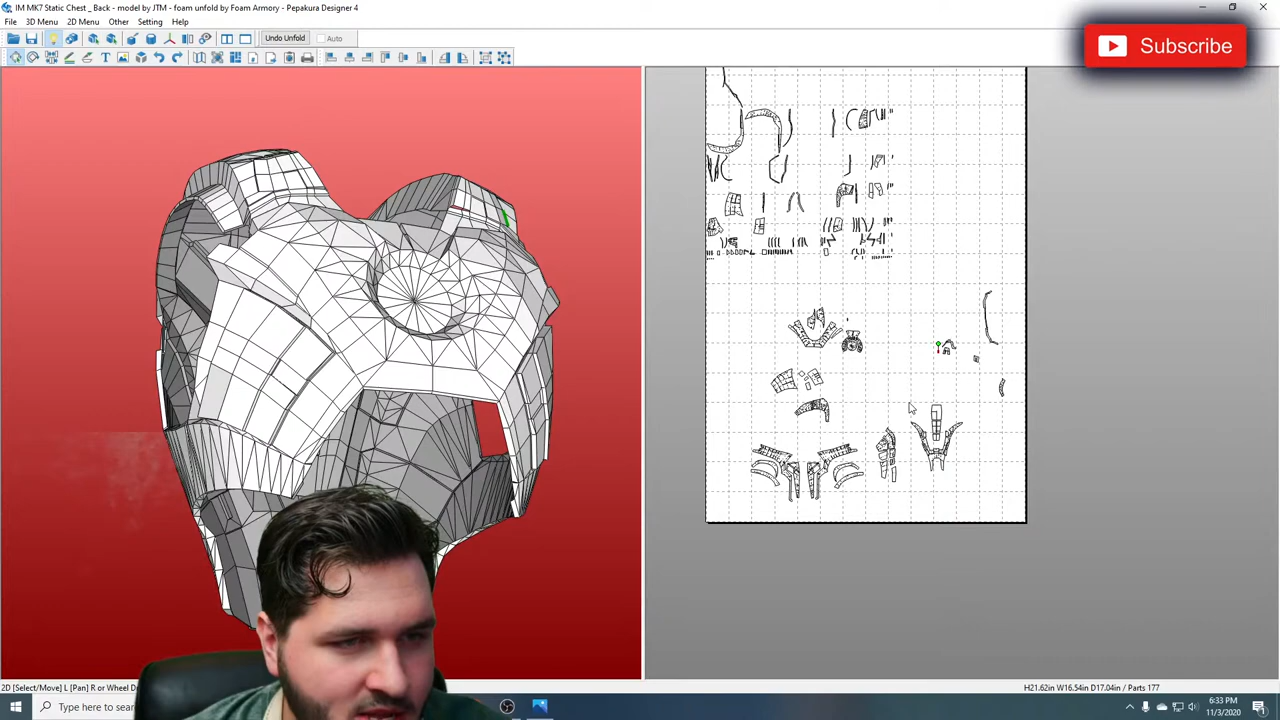 IM MK7 Static Chest _ Back - model by JTM - foam unfold by Foam Armory - Pepakura Designer 4
File 3D Menu 2D Menu Other Setting Help
Undo Unfold Auto
Subscribe
2D [Select/Move] L [Pan] R or Wheel D
H21.62in W16.54in D17.04in / Parts 177
Type here to sear
6:33 PM
11/3/2020
1